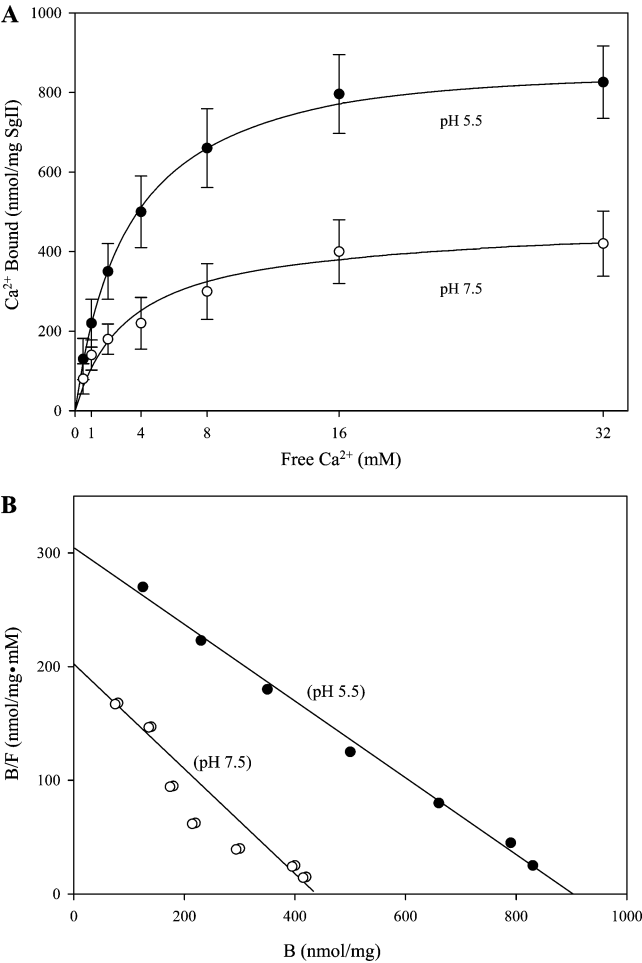 A
1000
800
600
400
200
0
Ca²⁺ Bound (nmol/mg SgII)
pH 5.5
pH 7.5
0 1 4 8 16 32
Free Ca²⁺ (mM)
B
300
200
100
0
B/F (nmol/mg•mM)
(pH 5.5)
(pH 7.5)
0 200 400 600 800 1000
B (nmol/mg)